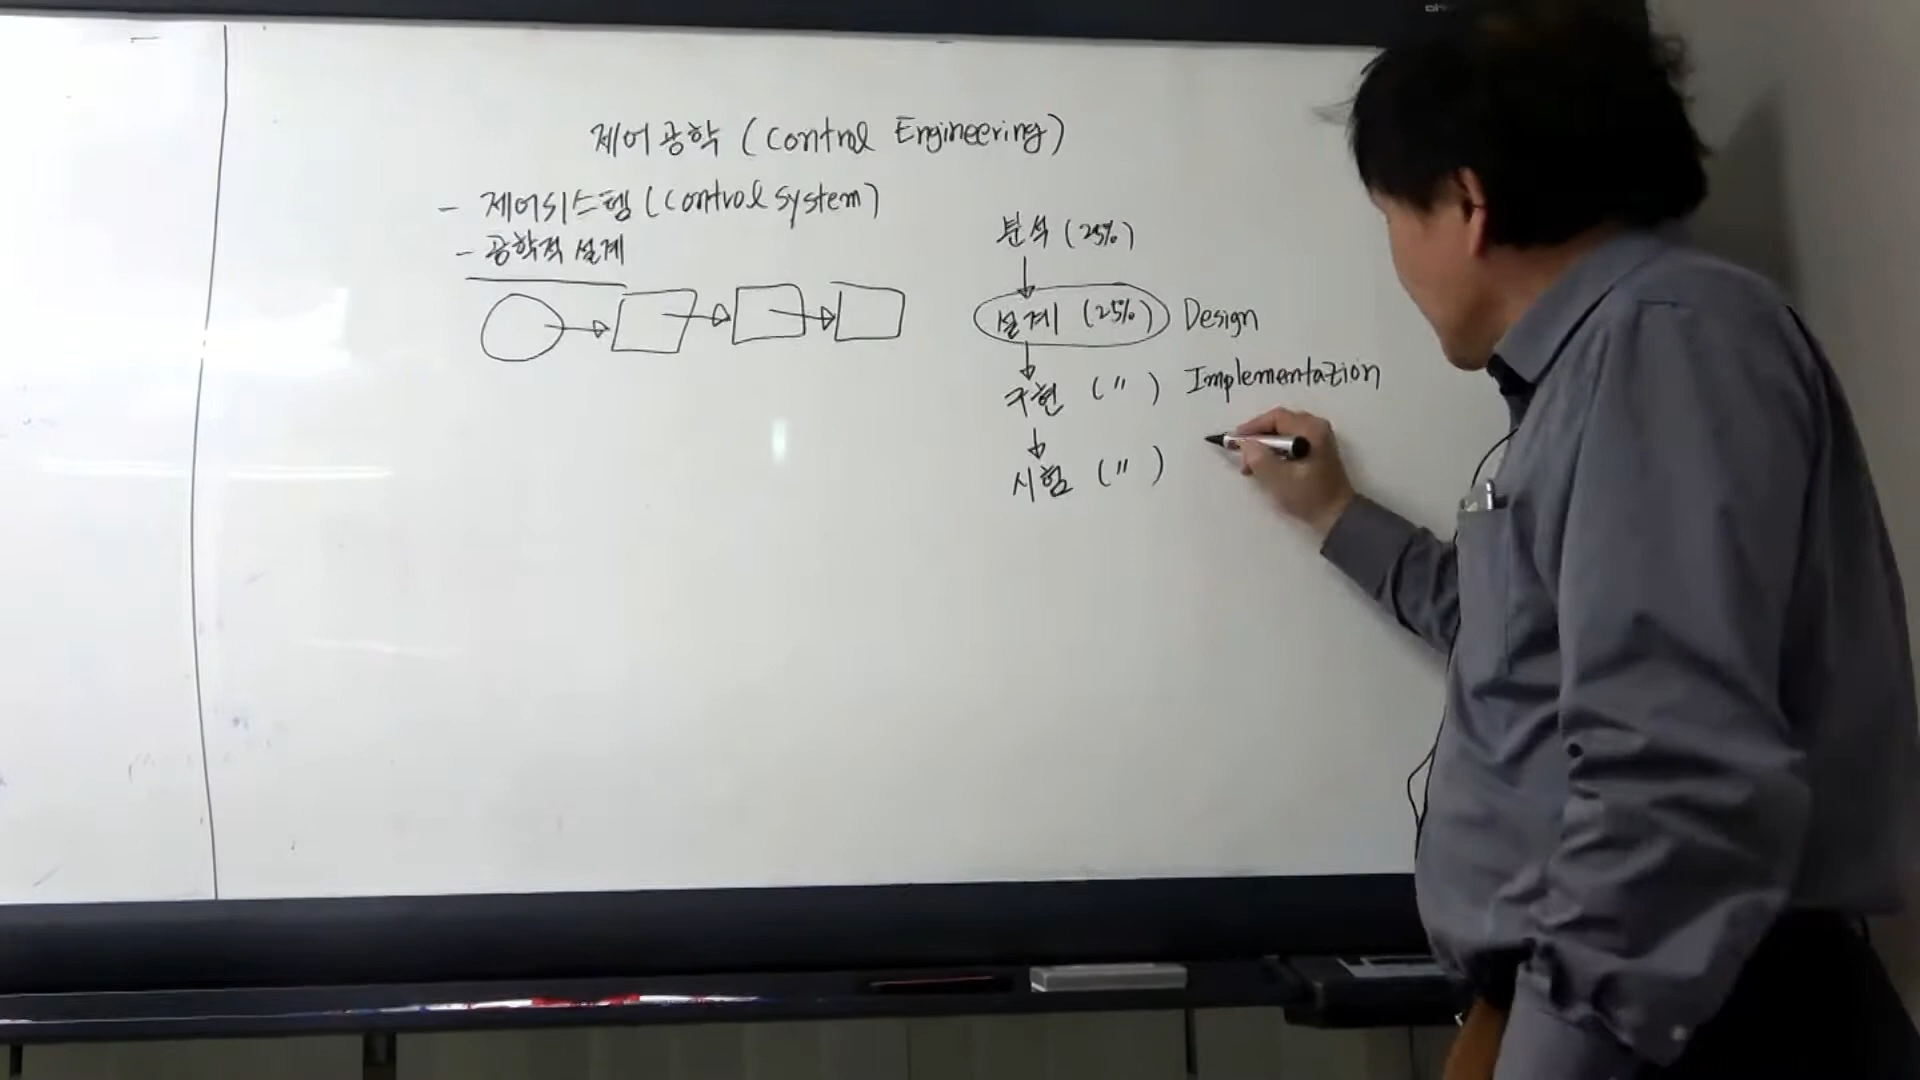 제어공학 (Control Engineering)
- 제어시스템 (Control System)
- 공학적 설계
분석 (25%)
설계 (25%) Design
구현 (〃) Implementation
시험 (〃)